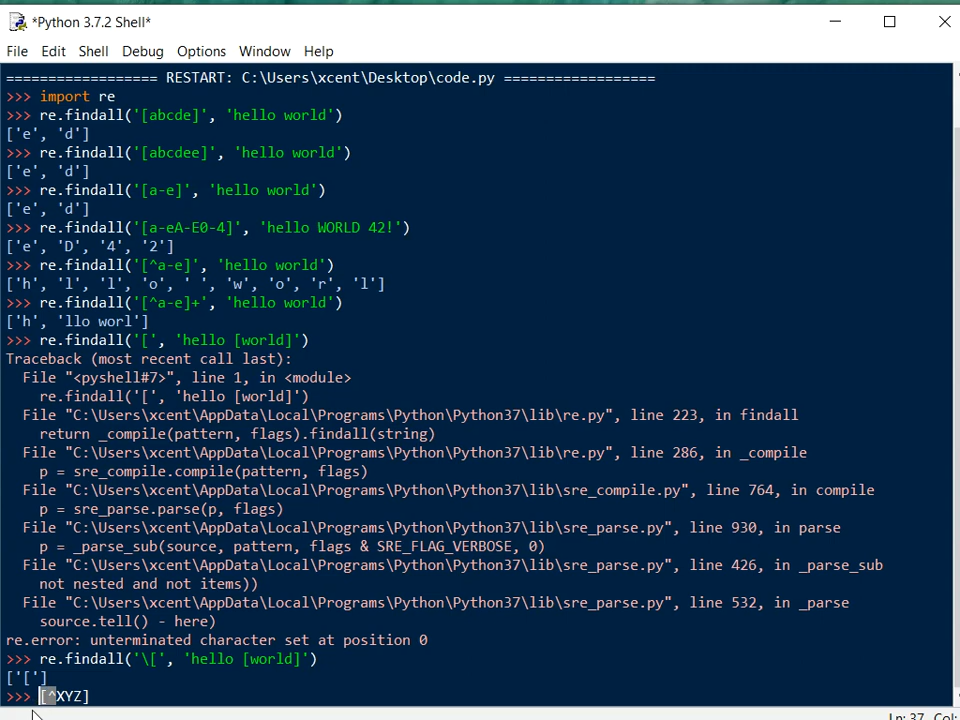 *Python 3.7.2 Shell*
File Edit Shell Debug Options Window Help
================== RESTART: C:\Users\xcent\Desktop\code.py ==================
>>> import re
>>> re.findall('[abcde]', 'hello world')
['e', 'd']
>>> re.findall('[abcdee]', 'hello world')
['e', 'd']
>>> re.findall('[a-e]', 'hello world')
['e', 'd']
>>> re.findall('[a-eA-E0-4]', 'hello WORLD 42!')
['e', 'D', '4', '2']
>>> re.findall('[^a-e]', 'hello world')
['h', 'l', 'l', 'o', ' ', 'w', 'o', 'r', 'l']
>>> re.findall('[^a-e]+', 'hello world')
['h', 'llo worl']
>>> re.findall('[', 'hello [world]')
Traceback (most recent call last):
  File "<pyshell#7>", line 1, in <module>
    re.findall('[', 'hello [world]')
  File "C:\Users\xcent\AppData\Local\Programs\Python\Python37\lib\re.py", line 223, in findall
    return _compile(pattern, flags).findall(string)
  File "C:\Users\xcent\AppData\Local\Programs\Python\Python37\lib\re.py", line 286, in _compile
    p = sre_compile.compile(pattern, flags)
  File "C:\Users\xcent\AppData\Local\Programs\Python\Python37\lib\sre_compile.py", line 764, in compile
    p = sre_parse.parse(p, flags)
  File "C:\Users\xcent\AppData\Local\Programs\Python\Python37\lib\sre_parse.py", line 930, in parse
    p = _parse_sub(source, pattern, flags & SRE_FLAG_VERBOSE, 0)
  File "C:\Users\xcent\AppData\Local\Programs\Python\Python37\lib\sre_parse.py", line 426, in _parse_sub
    not nested and not items))
  File "C:\Users\xcent\AppData\Local\Programs\Python\Python37\lib\sre_parse.py", line 532, in _parse
    source.tell() - here)
re.error: unterminated character set at position 0
>>> re.findall('\[', 'hello [world]')
['[']
>>> [^XYZ]
Ln: 37 Col: